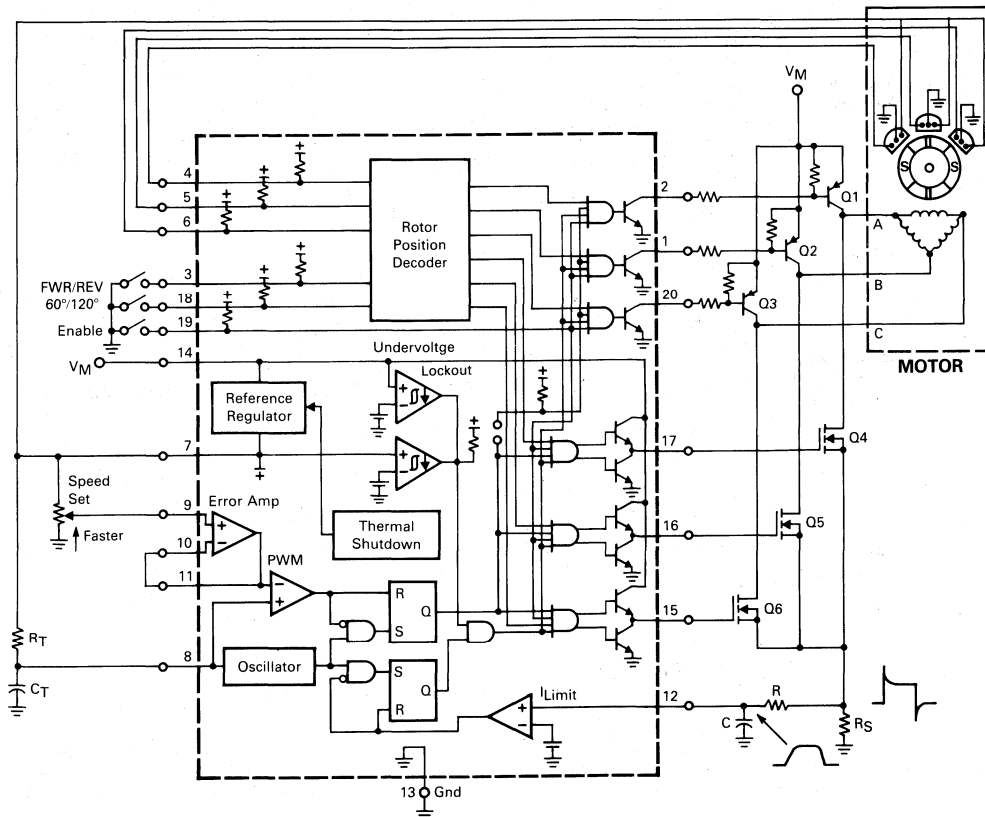 V_M
S S
4
5
6
2
Q1
A
Rotor
Position
Decoder
1
Q2
B
3
FWR/REV
18
60°/120°
19
Enable
20
Q3
C
MOTOR
14
V_M
Undervoltge
Lockout
Reference
Regulator
7
17
Q4
Speed
Set
9
Error Amp
Faster
10
Thermal
Shutdown
16
Q5
11
PWM
R
Q
S
15
Q6
R_T
8
Oscillator
S
Q
R
C_T
I_Limit
12
R
C
R_S
13 Gnd